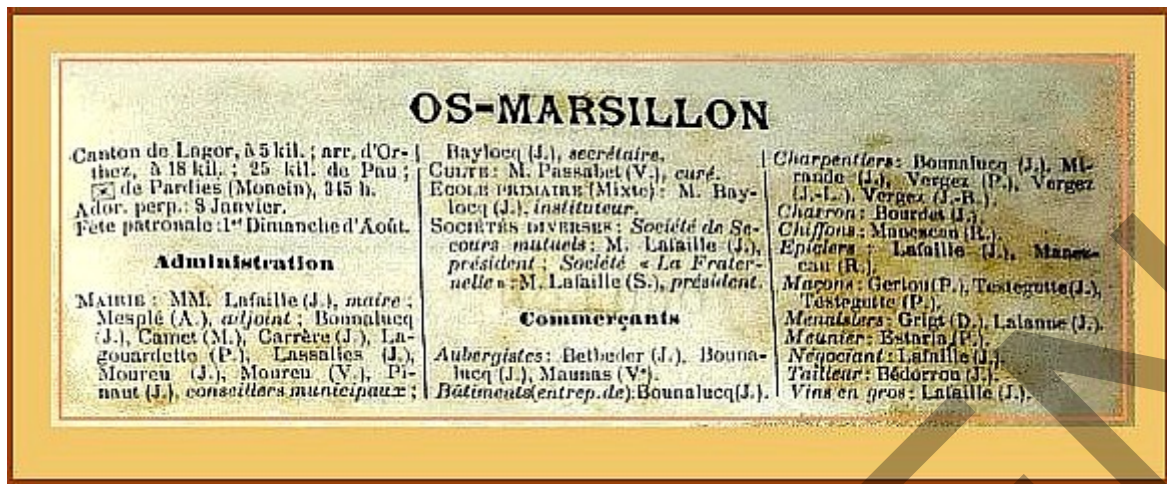 OS-MARSILLON
Canton de Lagor, à 5 kil. ; arr. d'Or-
thez, à 18 kil. ; 25 kil. de Pau ;
de Pardies (Monein), 345 h.
Ador. perp.: 8 Janvier.
Fête patronale : 1er Dimanche d'Août.
Administration
MAIRIE : MM. Lafaille (J.), maire ;
Mesplé (A.), adjoint ; Bounalucq
(J.), Camet (M.), Carrère (J.), La-
gouardette (P.), Lassalles (J.),
Moureu (J.), Moureu (V.), Pi-
naut (J.), conseillers municipaux ;
Baylocq (J.), secrétaire.
CULTE : M. Passabet (V.), curé.
ECOLE PRIMAIRE (Mixte) : M. Bay-
locq (J.), instituteur.
SOCIÉTÉS DIVERSES : Société de Se-
cours mutuels : M. Lafaille (J.),
président ; Société « La Frater-
nelle » : M. Lafaille (S.), président.
Commerçants
Aubergistes : Betbeder (J.), Bouna-
lucq (J.), Maunas (Vᵉ).
Bâtiments (entrep. de) : Bounalucq (J.).
Charpentiers : Bounalucq (J.), Mi-
rande (J.), Vergez (P.), Vergez
(J.-L.), Vergez (J.-B.).
Charron : Bourdet (J.).
Chiffons : Manescau (R.).
Epiciers : Lafaille (J.), Manes-
cau (R.).
Maçons : Gerlou (P.), Testegutte (J.),
Testegutte (P.).
Menuisiers : Grigt (D.), Lalanne (J.).
Meunier : Estaria (P.).
Négociant : Lafaille (J.).
Tailleur : Bédorrou (J.).
Vins en gros : Lafaille (J.).